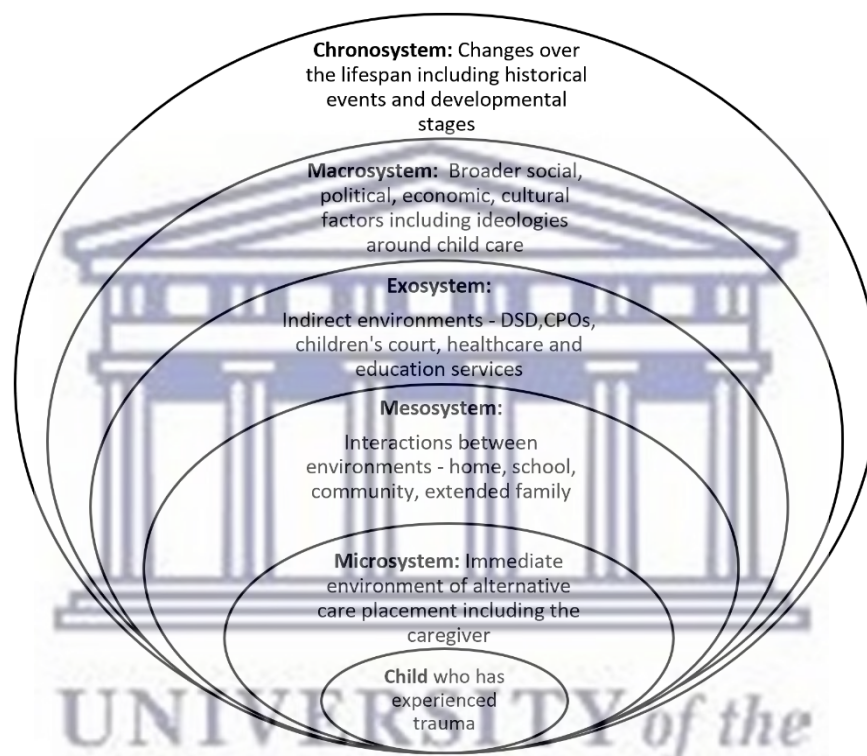 Chronosystem: Changes over
the lifespan including historical
events and developmental
stages
Macrosystem: Broader social,
political, economic, cultural
factors including ideologies
around child care
Exosystem:
Indirect environments - DSD,CPOs,
children's court, healthcare and
education services
Mesosystem:
Interactions between
environments - home, school,
community, extended family
Microsystem: Immediate
environment of alternative
care placement including the
caregiver
Child who has
experienced
trauma
UNIVERSITY of the